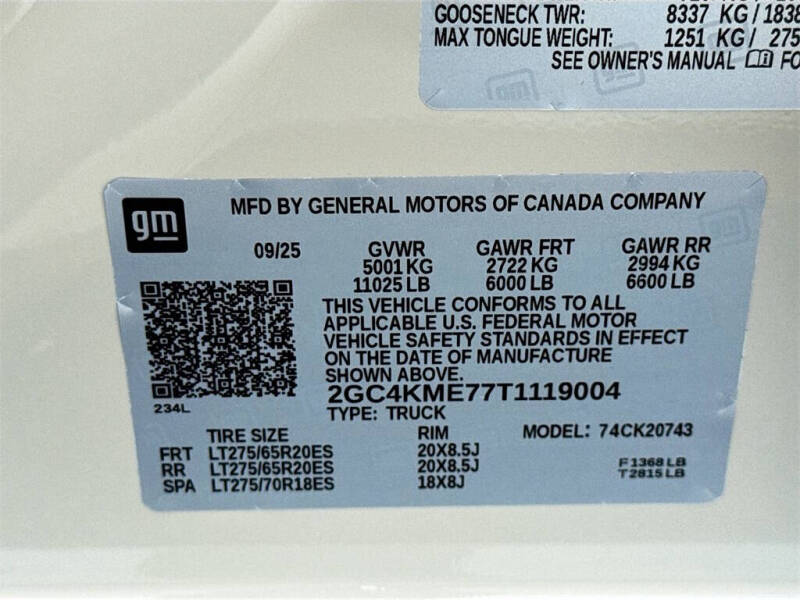 GOOSENECK TWR: 8337 KG/1838
MAX TONGUE WEIGHT: 1251 KG/ 275
SEE OWNER'S MANUAL FO
gm
MFD BY GENERAL MOTORS OF CANADA COMPANY
09/25 GVWR GAWR FRT GAWR RR
5001 KG 2722 KG 2994 KG
11025 LB 6000 LB 6600 LB
THIS VEHICLE CONFORMS TO ALL
APPLICABLE U.S. FEDERAL MOTOR
VEHICLE SAFETY STANDARDS IN EFFECT
ON THE DATE OF MANUFACTURE
SHOWN ABOVE.
2GC4KME77T1119004
234L
TYPE: TRUCK
TIRE SIZE RIM MODEL: 74CK20743
FRT LT275/65R20ES 20X8.5J
RR LT275/65R20ES 20X8.5J
SPA LT275/70R18ES 18X8J
F1368 LB
T2815 LB